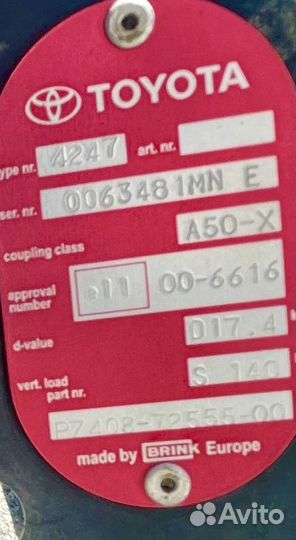 TOYOTA
ype nr. 4247 art. nr.
ser. nr. 0063481MN E
coupling class A50-X
approval number e11 00-6616
d-value D17.4
vert. load S 140
part nr. PZ408-T2555-00
made by BRINK Europe
Avito